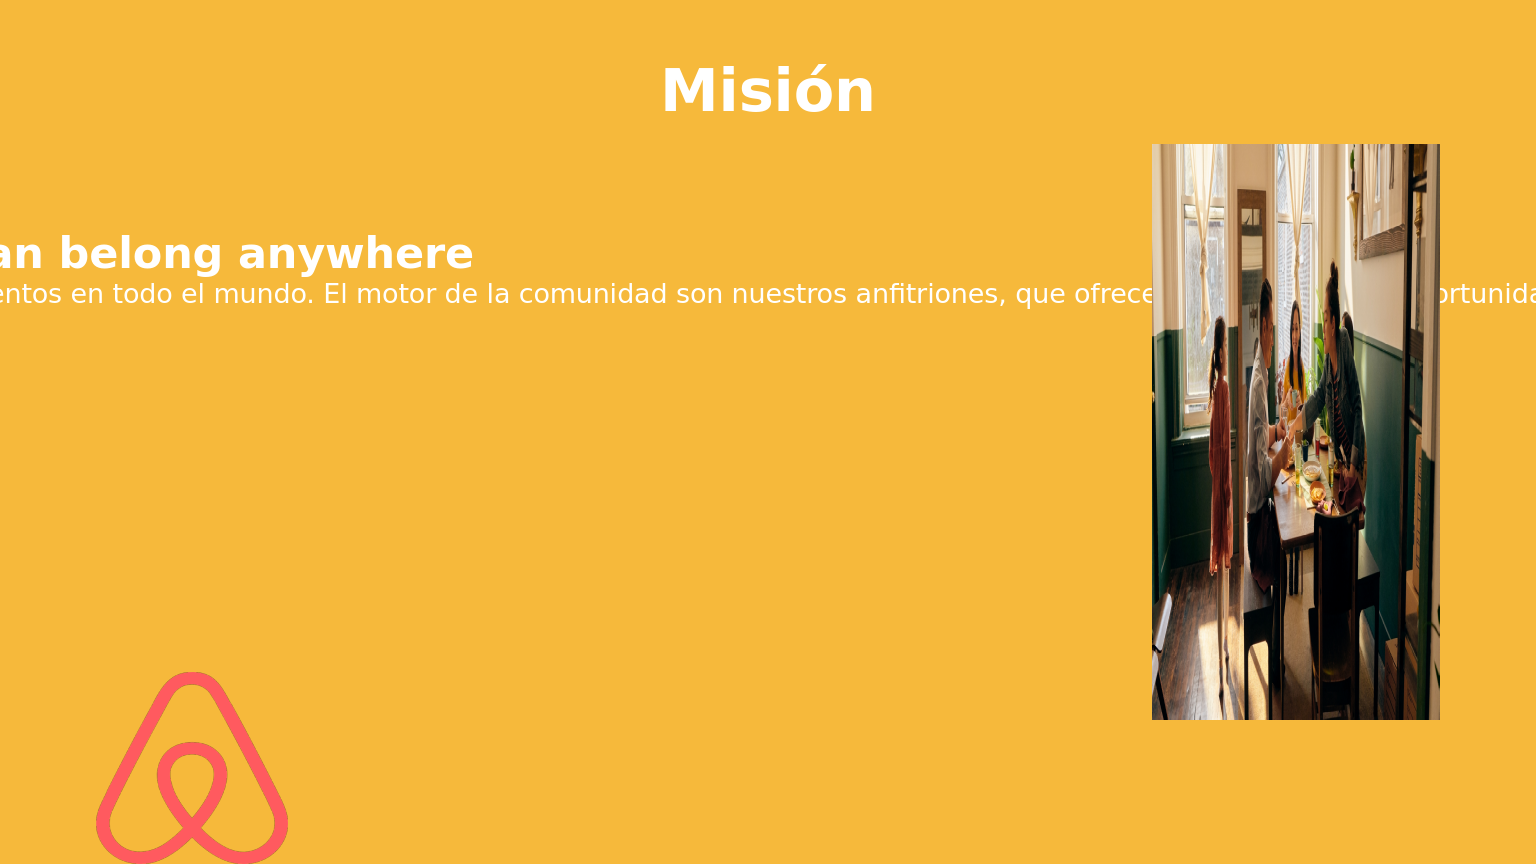 Misión
an belong anywhere
entos en todo el mundo. El motor de la comunidad son nuestros anfitriones, que ofrece ortunida